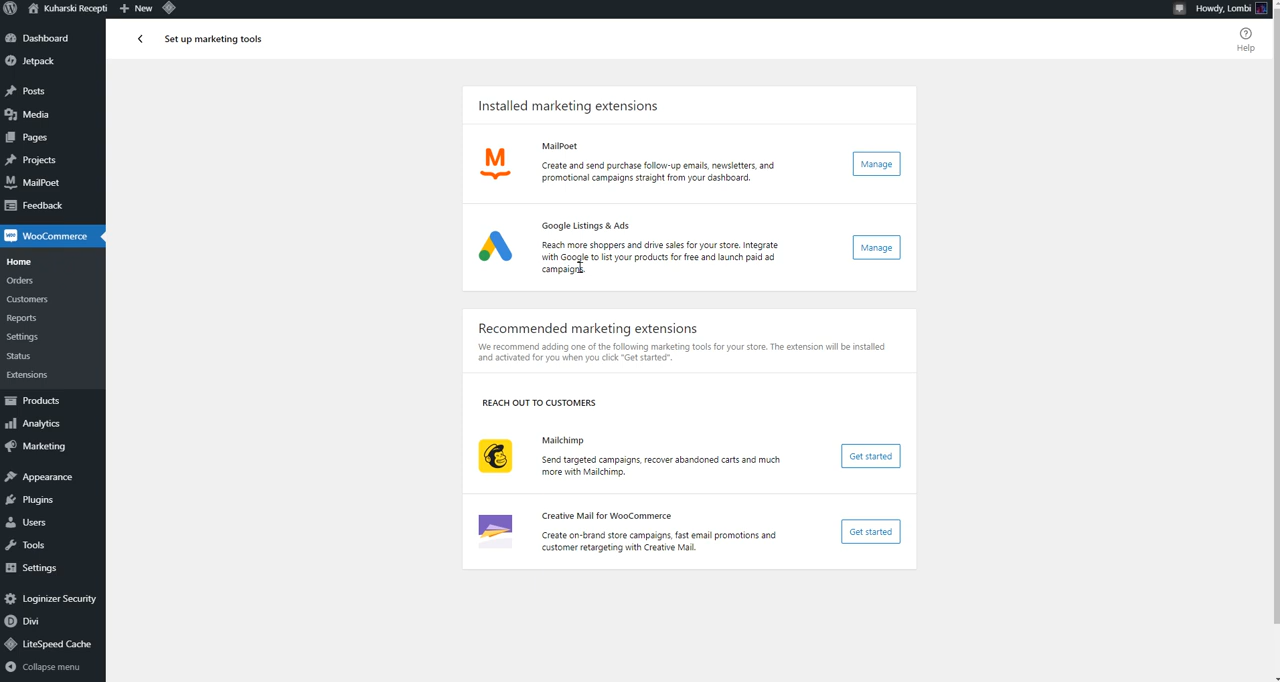 Kuharski Recepti
New
Howdy, Lombi
Dashboard
Jetpack
Posts
Media
Pages
Projects
MailPoet
Feedback
WooCommerce
Home
Orders
Customers
Reports
Settings
Status
Extensions
Products
Analytics
Marketing
Appearance
Plugins
Users
Tools
Settings
Loginizer Security
Divi
LiteSpeed Cache
Collapse menu
Set up marketing tools
Help
Installed marketing extensions
MailPoet
Create and send purchase follow-up emails, newsletters, and
promotional campaigns straight from your dashboard.
Manage
Google Listings & Ads
Reach more shoppers and drive sales for your store. Integrate
with Google to list your products for free and launch paid ad
campaigns.
Manage
Recommended marketing extensions
We recommend adding one of the following marketing tools for your store. The extension will be installed
and activated for you when you click "Get started".
REACH OUT TO CUSTOMERS
Mailchimp
Send targeted campaigns, recover abandoned carts and much
more with Mailchimp.
Get started
Creative Mail for WooCommerce
Create on-brand store campaigns, fast email promotions and
customer retargeting with Creative Mail.
Get started